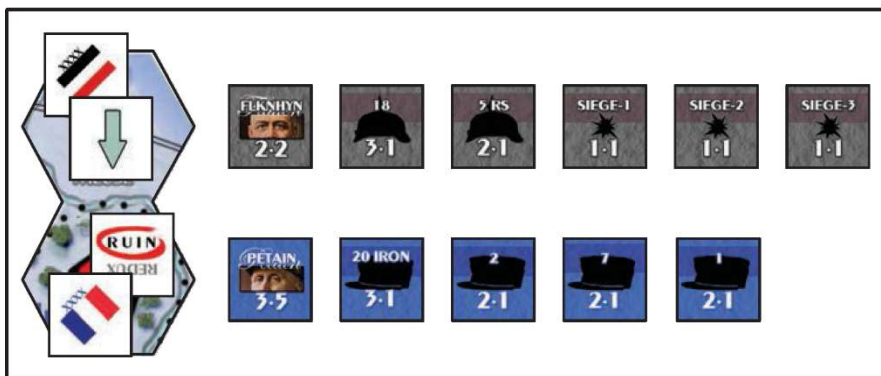 XXXX
FLKNHYN
2·2
18
3·1
5 RS
2·1
SIEGE-1
1·1
SIEGE-2
1·1
SIEGE-3
1·1
RUIN
REDUX
XXXX
PETAIN
3·5
20 IRON
3·1
2
2·1
7
2·1
1
2·1